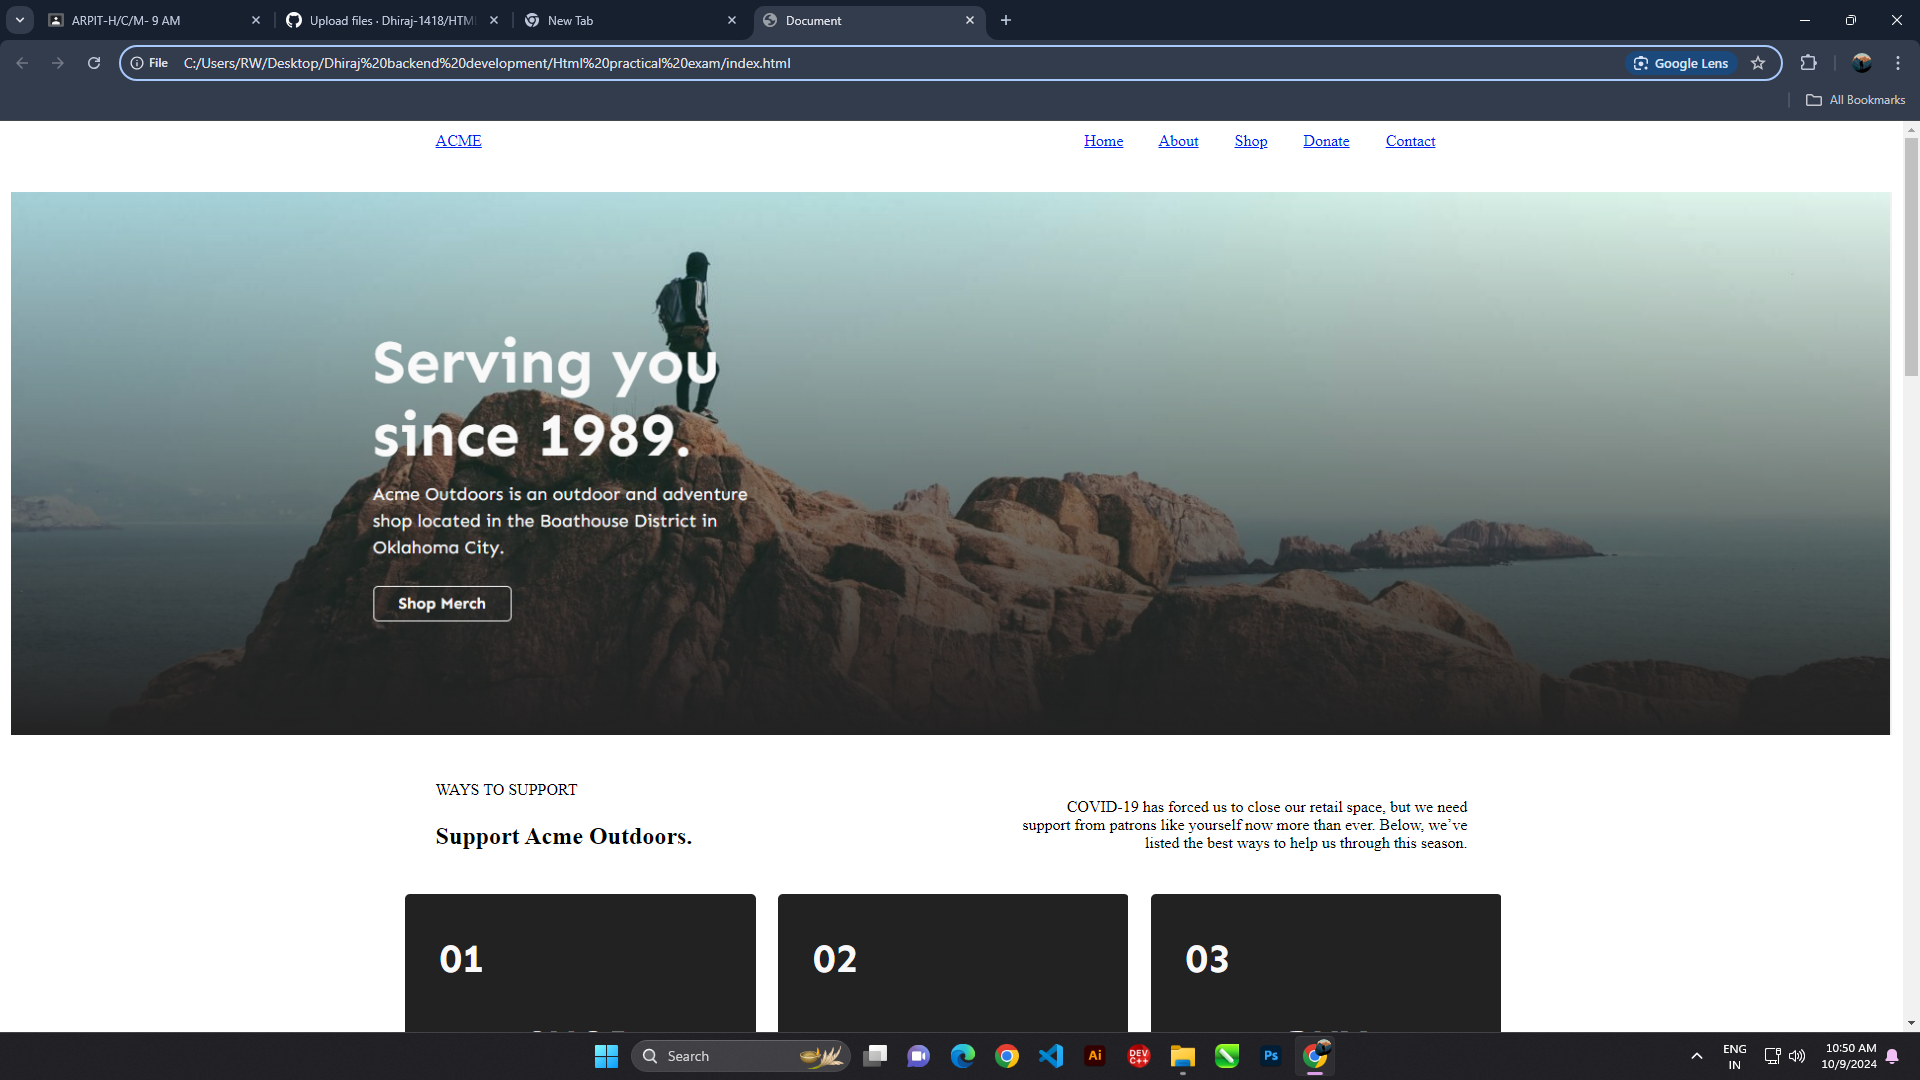 ARPIT-H/C/M- 9 AM
Upload files · Dhiraj-1418/HTM
New Tab
Document
File C:/Users/RW/Desktop/Dhiraj%20backend%20development/Html%20practical%20exam/index.html
Google Lens
All Bookmarks
ACME Home About Shop Donate Contact
Serving you
since 1989.
Acme Outdoors is an outdoor and adventure
shop located in the Boathouse District in
Oklahoma City.
Shop Merch
WAYS TO SUPPORT
Support Acme Outdoors.
COVID-19 has forced us to close our retail space, but we need
support from patrons like yourself now more than ever. Below, we’ve
listed the best ways to help us through this season.
01
02
03
Search
Ai
DEV
C++
Ps
ENG
IN
10:50 AM
10/9/2024